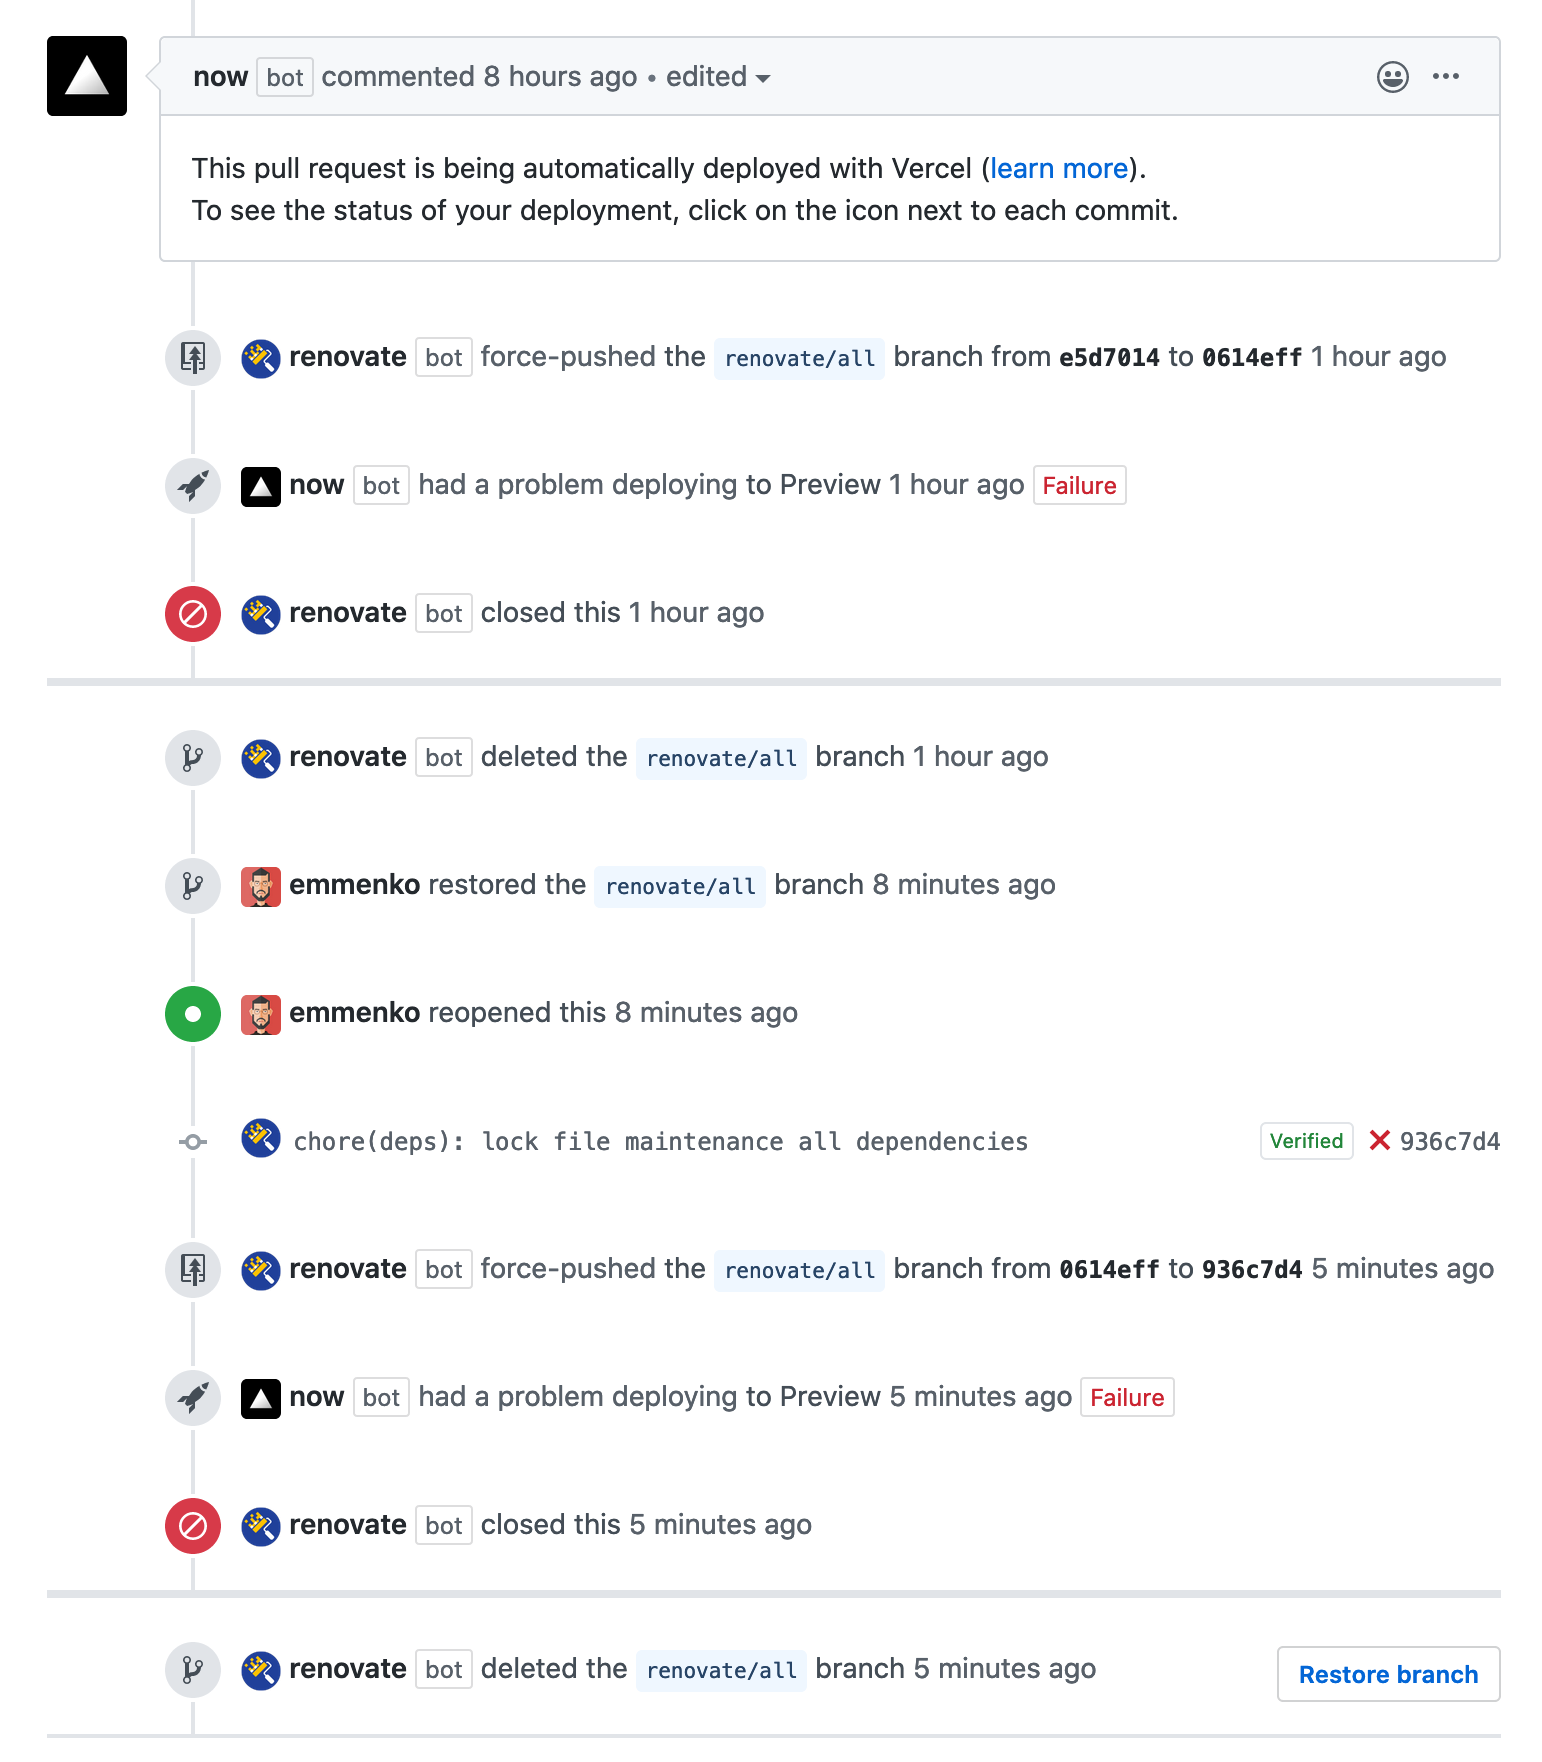 now bot commented 8 hours ago • edited
This pull request is being automatically deployed with Vercel (learn more).
To see the status of your deployment, click on the icon next to each commit.
renovate bot force-pushed the renovate/all branch from e5d7014 to 0614eff 1 hour ago
now bot had a problem deploying to Preview 1 hour ago Failure
renovate bot closed this 1 hour ago
renovate bot deleted the renovate/all branch 1 hour ago
emmenko restored the renovate/all branch 8 minutes ago
emmenko reopened this 8 minutes ago
chore(deps): lock file maintenance all dependencies Verified 936c7d4
renovate bot force-pushed the renovate/all branch from 0614eff to 936c7d4 5 minutes ago
now bot had a problem deploying to Preview 5 minutes ago Failure
renovate bot closed this 5 minutes ago
renovate bot deleted the renovate/all branch 5 minutes ago Restore branch